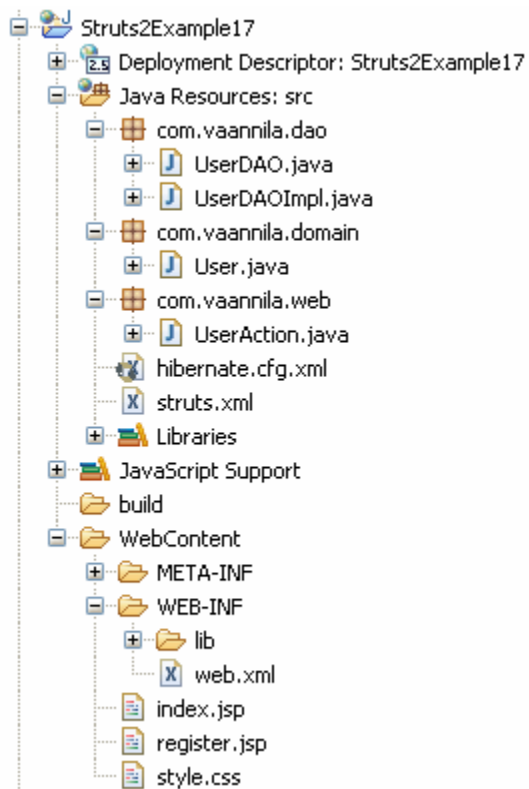 Struts2Example17
2.5 Deployment Descriptor: Struts2Example17
Java Resources: src
com.vaannila.dao
J UserDAO.java
J UserDAOImpl.java
com.vaannila.domain
J User.java
com.vaannila.web
J UserAction.java
hibernate.cfg.xml
X struts.xml
Libraries
JavaScript Support
build
WebContent
META-INF
WEB-INF
lib
X web.xml
index.jsp
register.jsp
style.css